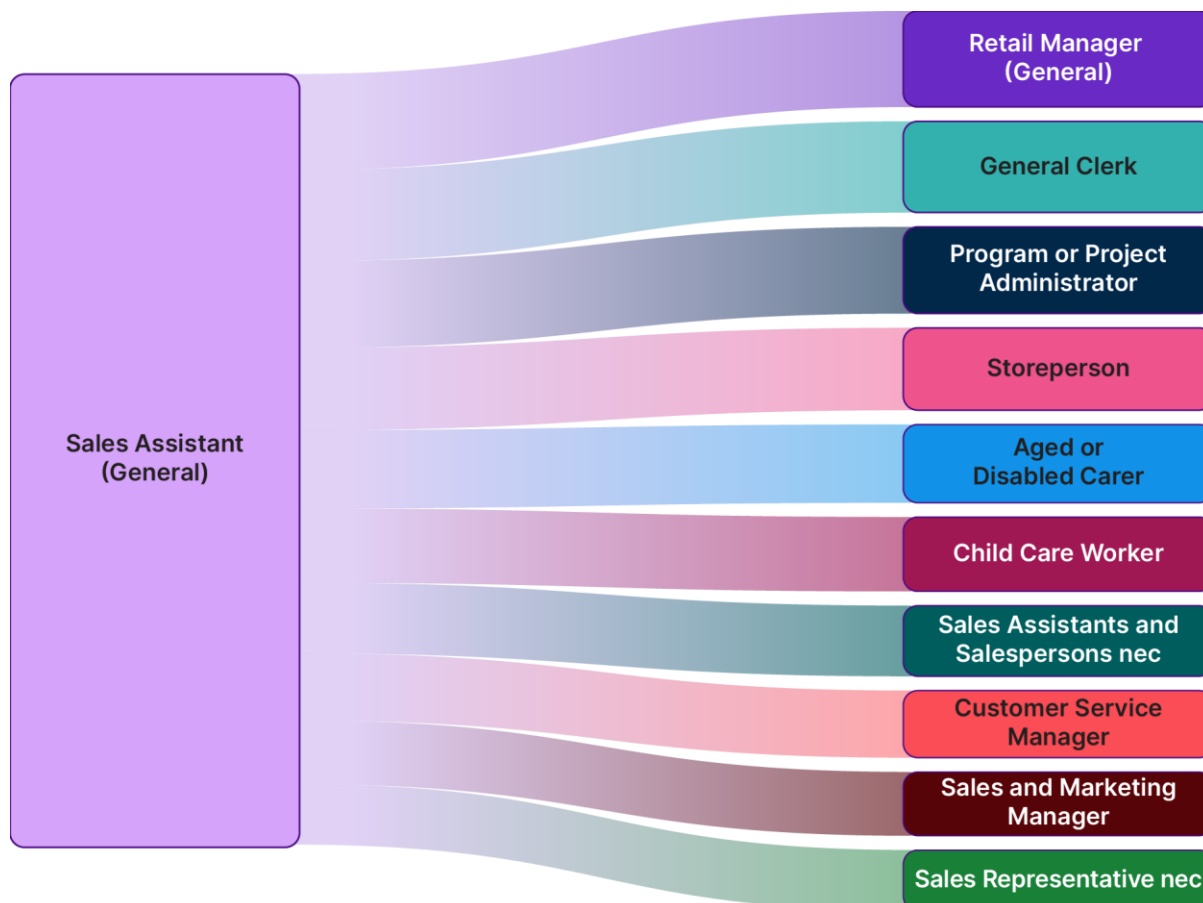 Sales Assistant
(General)
Retail Manager
(General)
General Clerk
Program or Project
Administrator
Storeperson
Aged or
Disabled Carer
Child Care Worker
Sales Assistants and
Salespersons nec
Customer Service
Manager
Sales and Marketing
Manager
Sales Representative nec